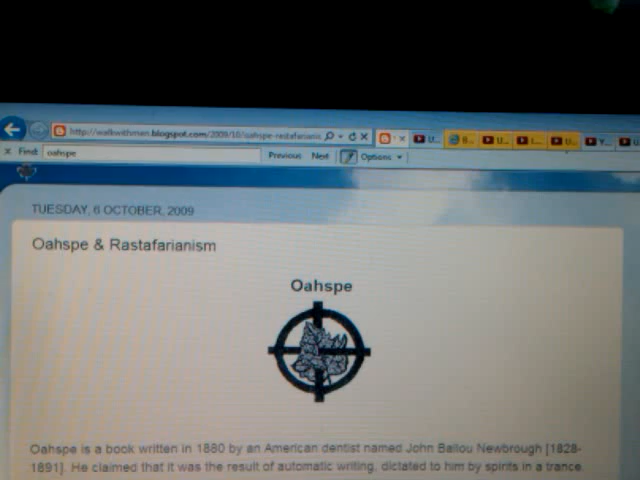 http://walkwithmen.blogspot.com/2009/10/oahspe-rastafarianis
Find: oahspe
Previous Next Options
TUESDAY, 6 OCTOBER, 2009
Oahspe & Rastafarianism
Oahspe
Oahspe is a book written in 1880 by an American dentist named John Ballou Newbrough [1828-
1891]. He claimed that it was the result of automatic writing, dictated to him by spirits in a trance